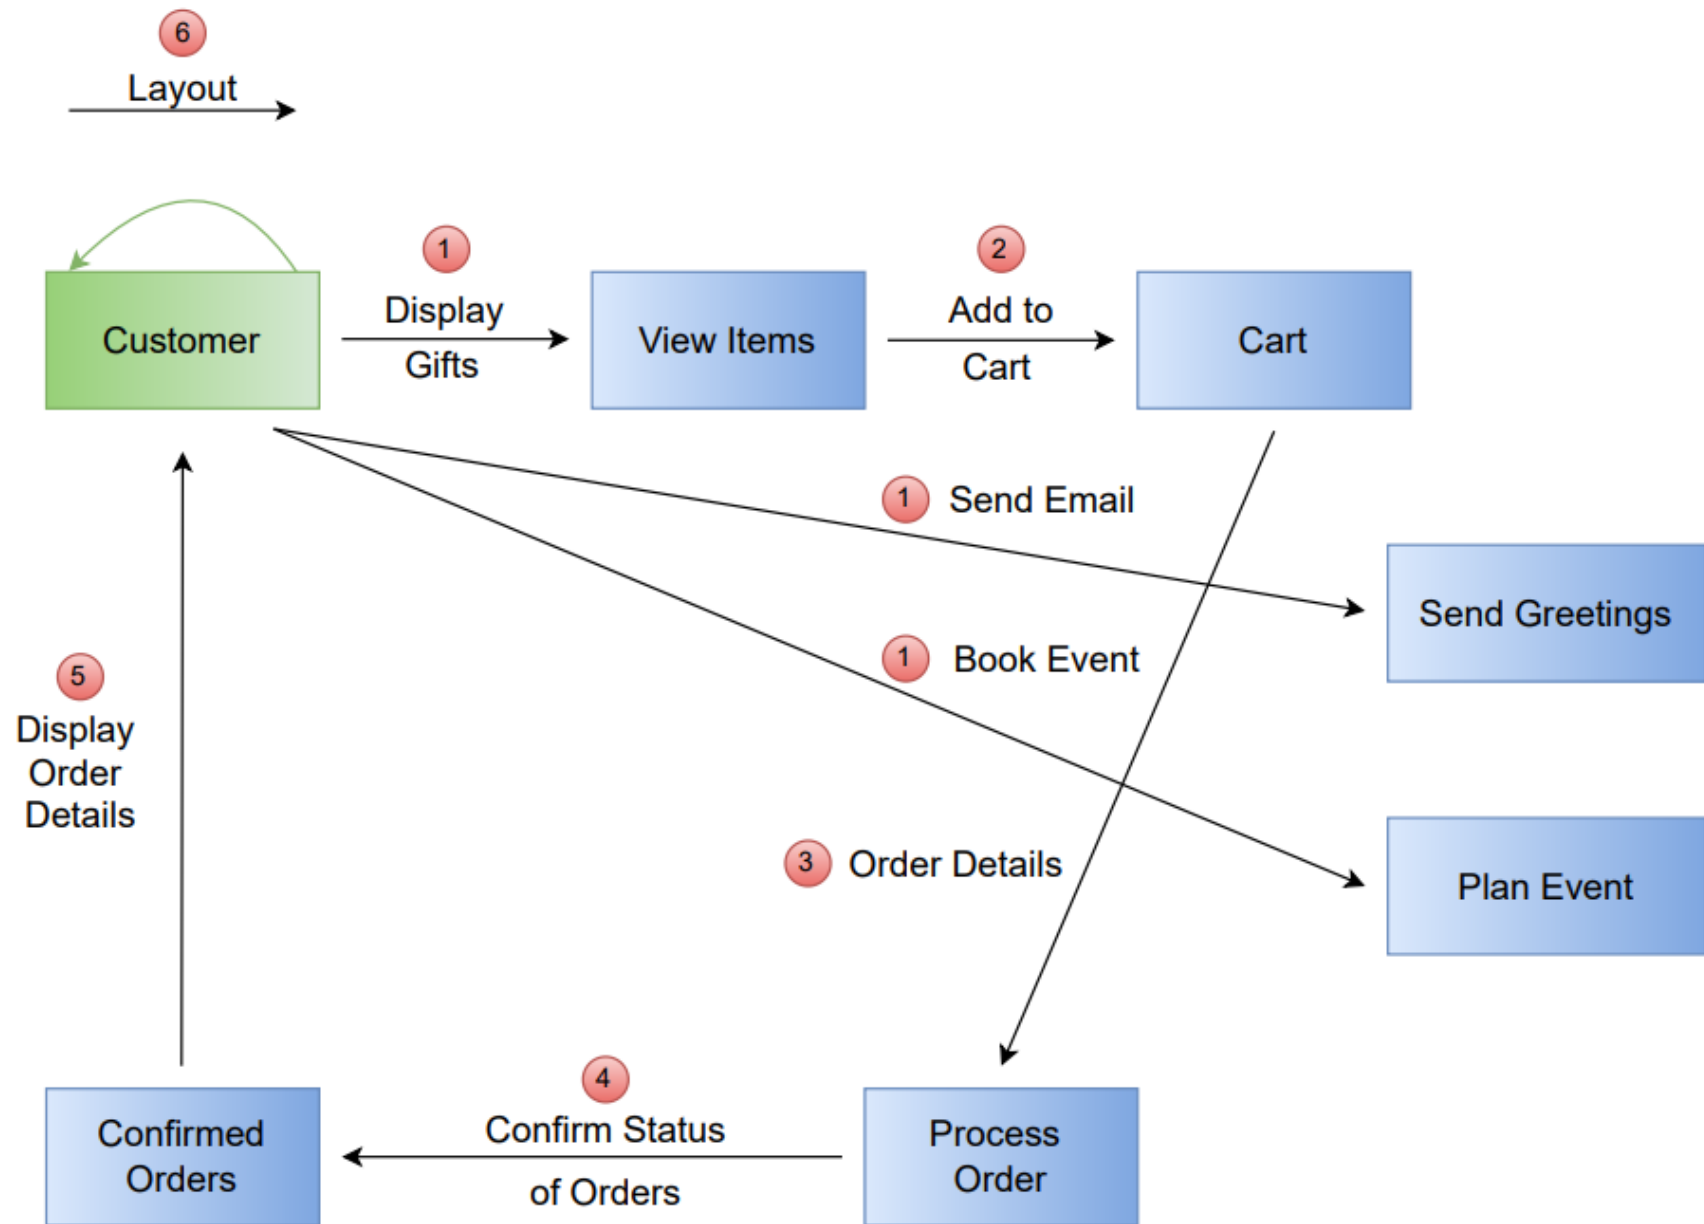 6
Layout
1
2
Display
Add to
Customer
View Items
Cart
Gifts
Cart
1 Send Email
Send Greetings
1 Book Event
5
Display
Order
Details
3 Order Details
Plan Event
4
Confirm Status
of Orders
Confirmed
Orders
Process
Order